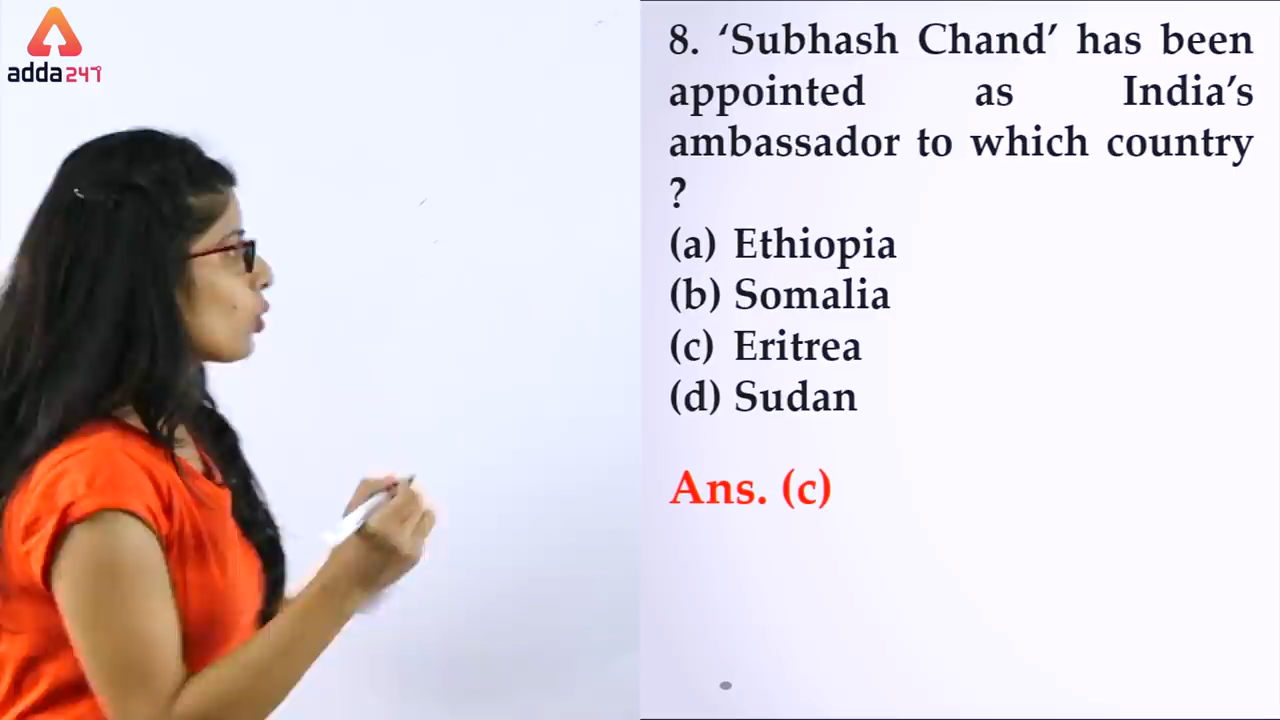 adda247
8. ‘Subhash Chand’ has been
appointed as India’s
ambassador to which country
?
(a) Ethiopia
(b) Somalia
(c) Eritrea
(d) Sudan
Ans. (c)